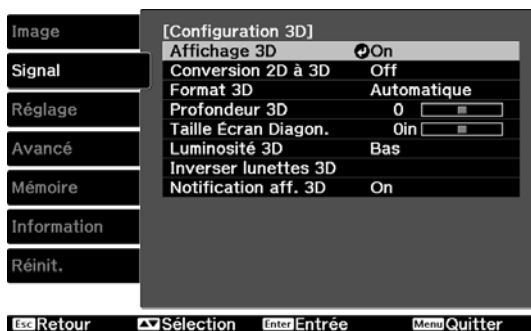 Image
Signal
Réglage
Avancé
Mémoire
Information
Réinit.
[Configuration 3D]
Affichage 3D On
Conversion 2D à 3D Off
Format 3D Automatique
Profondeur 3D 0
Taille Écran Diagon. 0in
Luminosité 3D Bas
Inverser lunettes 3D
Notification aff. 3D On
Esc Retour Sélection Enter Entrée Menu Quitter